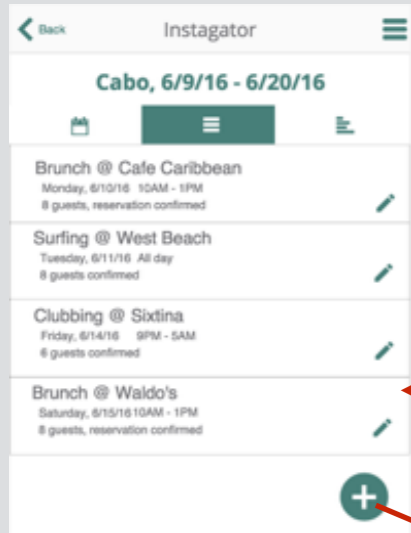 Back Instagator
Cabo, 6/9/16 - 6/20/16
Brunch @ Cafe Caribbean
Monday, 6/10/16 10AM - 1PM
8 guests, reservation confirmed
Surfing @ West Beach
Tuesday, 6/11/16 All day
8 guests confirmed
Clubbing @ Sixtina
Friday, 6/14/16 9PM - 5AM
6 guests confirmed
Brunch @ Waldo's
Saturday, 6/15/16 10AM - 1PM
8 guests, reservation confirmed